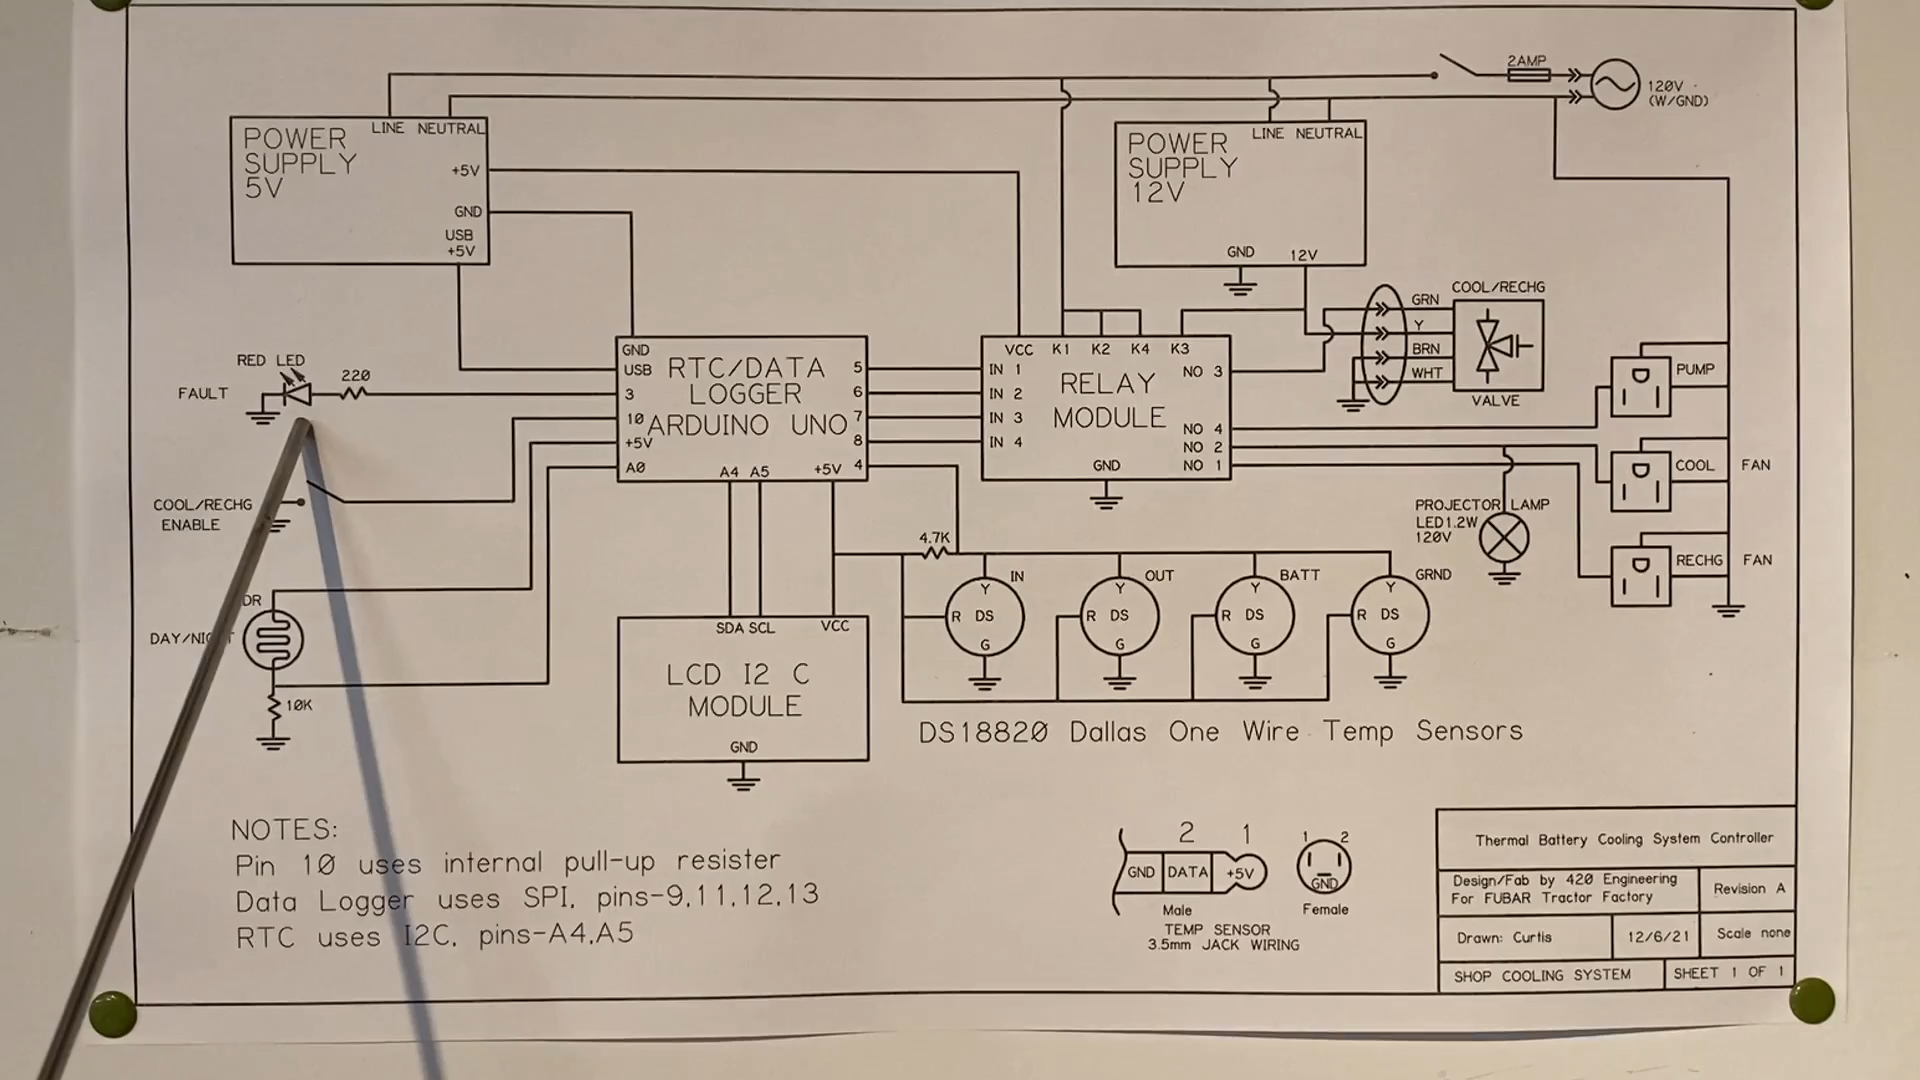 2AMP
120V
(W/GND)
LINE NEUTRAL
POWER
SUPPLY
5V
+5V
GND
USB
+5V
LINE NEUTRAL
POWER
SUPPLY
12V
GND 12V
COOL/RECHG
GRN
Y
BRN
WHT
VALVE
RED LED
FAULT
220
GND
USB
3
10
+5V
A0
RTC/DATA
LOGGER
ARDUINO UNO
5
6
7
8
4
A4 A5 +5V
VCC K1 K2 K4 K3
IN 1
IN 2
IN 3
IN 4
RELAY
MODULE
NO 3
NO 4
NO 2
NO 1
GND
PUMP
COOL FAN
RECHG FAN
COOL/RECHG
ENABLE
PROJECTOR LAMP
LED1.2W
120V
DR
10K
4.7K
IN
Y
R DS
G
OUT
Y
R DS
G
BATT
Y
R DS
G
GRND
Y
R DS
G
SDA SCL VCC
LCD I2 C
MODULE
GND
DS18820 Dallas One Wire Temp Sensors
NOTES:
Pin 10 uses internal pull-up resister
Data Logger uses SPI, pins-9,11,12,13
RTC uses I2C, pins-A4,A5
2 1
GND DATA +5V
Male
1 2
GND
Female
TEMP SENSOR
3.5mm JACK WIRING
Thermal Battery Cooling System Controller
Design/Fab by 420 Engineering
For FUBAR Tractor Factory
Revision A
Drawn: Curtis
12/6/21
Scale none
SHOP COOLING SYSTEM
SHEET 1 OF 1